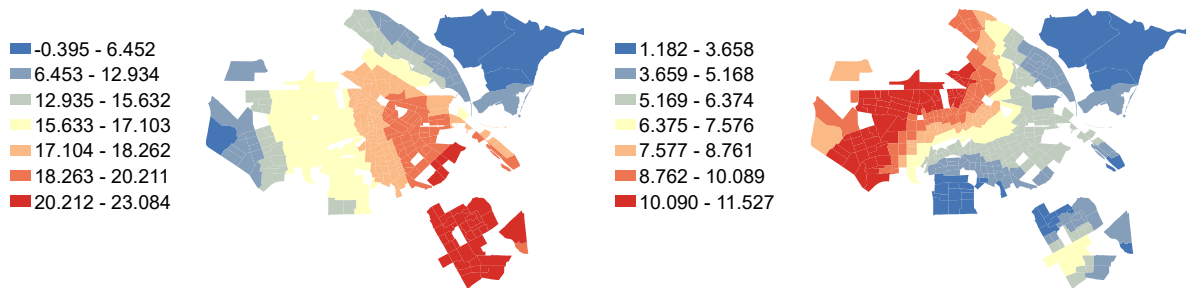 -0.395 - 6.452
6.453 - 12.934
12.935 - 15.632
15.633 - 17.103
17.104 - 18.262
18.263 - 20.211
20.212 - 23.084
1.182 - 3.658
3.659 - 5.168
5.169 - 6.374
6.375 - 7.576
7.577 - 8.761
8.762 - 10.089
10.090 - 11.527